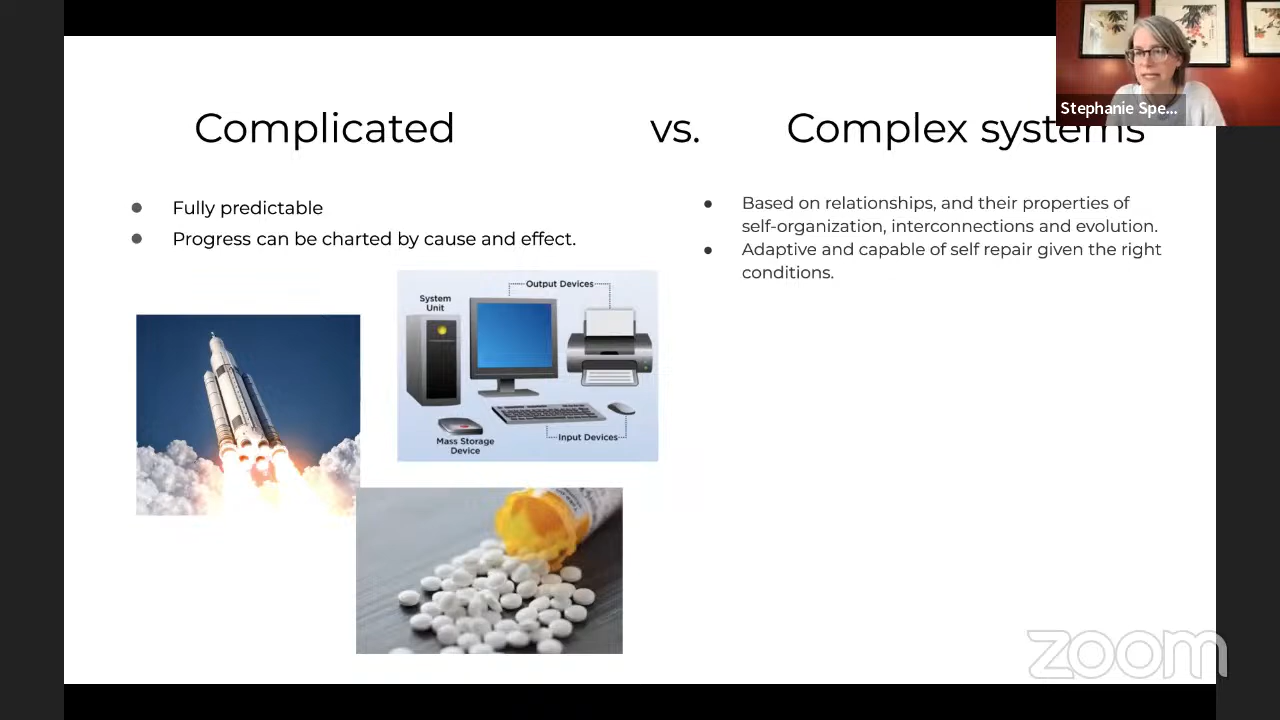 Stephanie Spe...
Complicated vs. Complex systems
Fully predictable
Progress can be charted by cause and effect.
Based on relationships, and their properties of
self-organization, interconnections and evolution.
Adaptive and capable of self repair given the right
conditions.
Output Devices
System
Unit
Mass Storage
Device
Input Devices
zoom